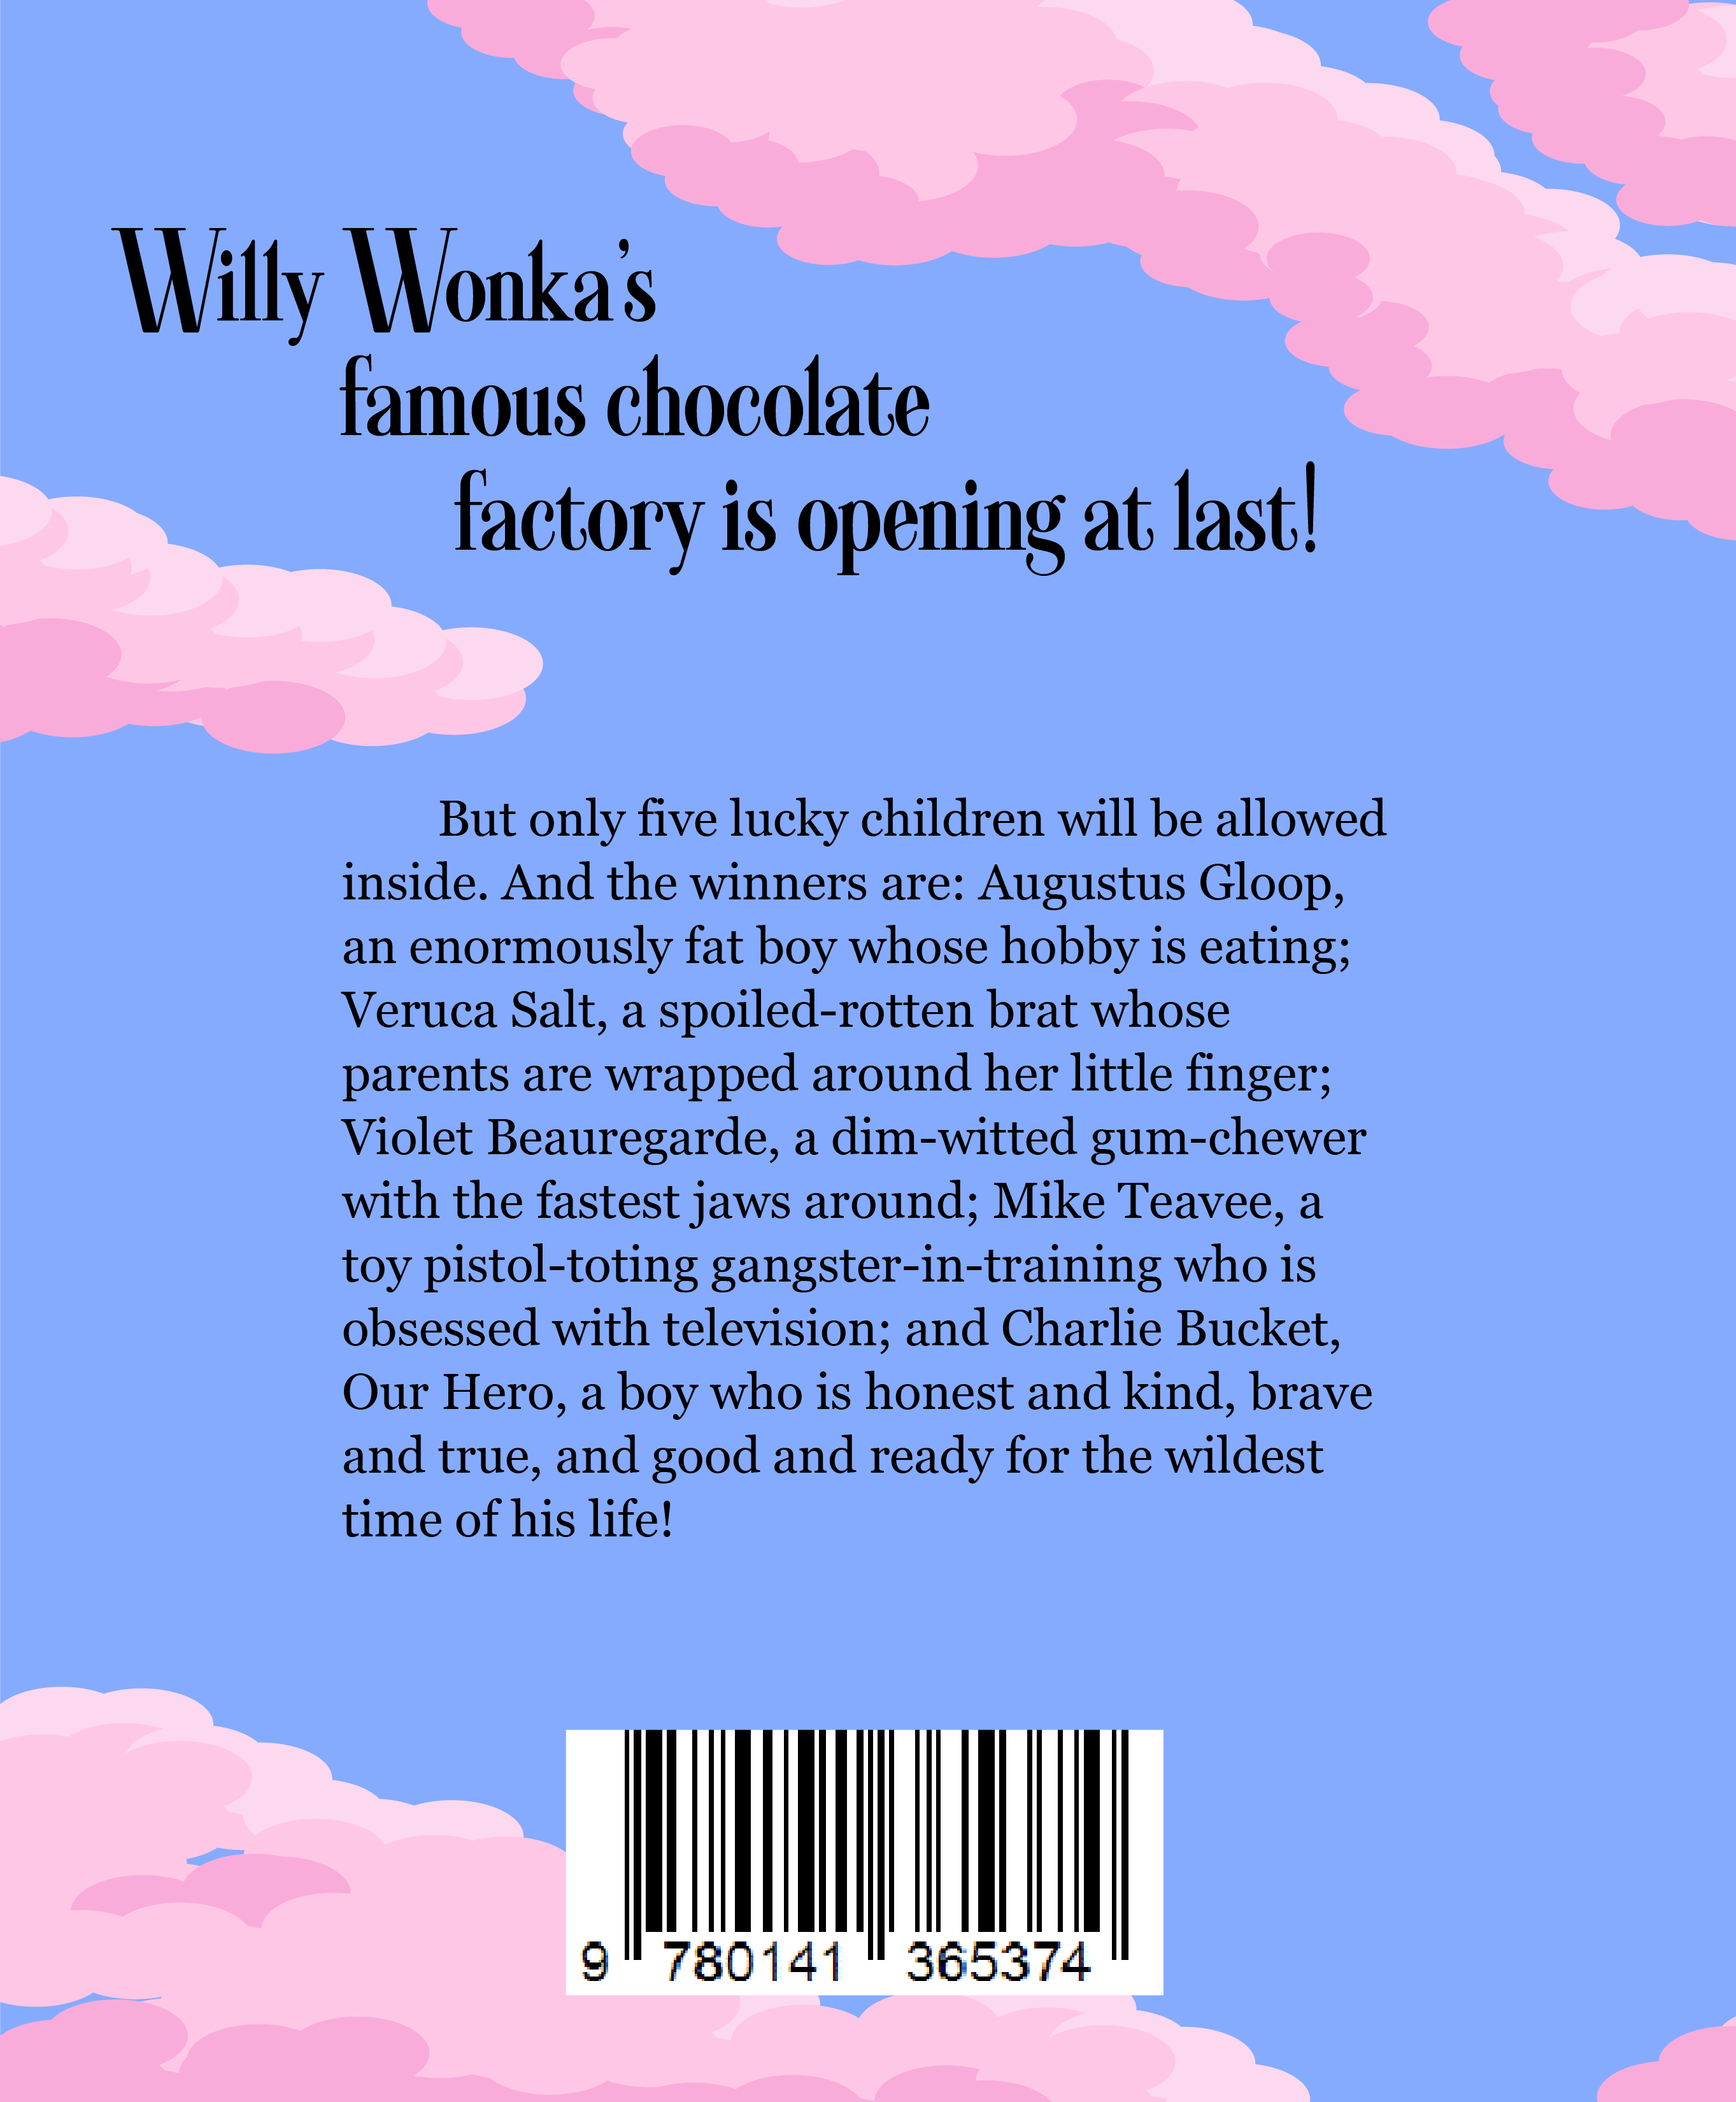 Willy Wonka’s
famous chocolate
factory is opening at last!
But only five lucky children will be allowed
inside. And the winners are: Augustus Gloop,
an enormously fat boy whose hobby is eating;
Veruca Salt, a spoiled-rotten brat whose
parents are wrapped around her little finger;
Violet Beauregarde, a dim-witted gum-chewer
with the fastest jaws around; Mike Teavee, a
toy pistol-toting gangster-in-training who is
obsessed with television; and Charlie Bucket,
Our Hero, a boy who is honest and kind, brave
and true, and good and ready for the wildest
time of his life!
9 780141 365374